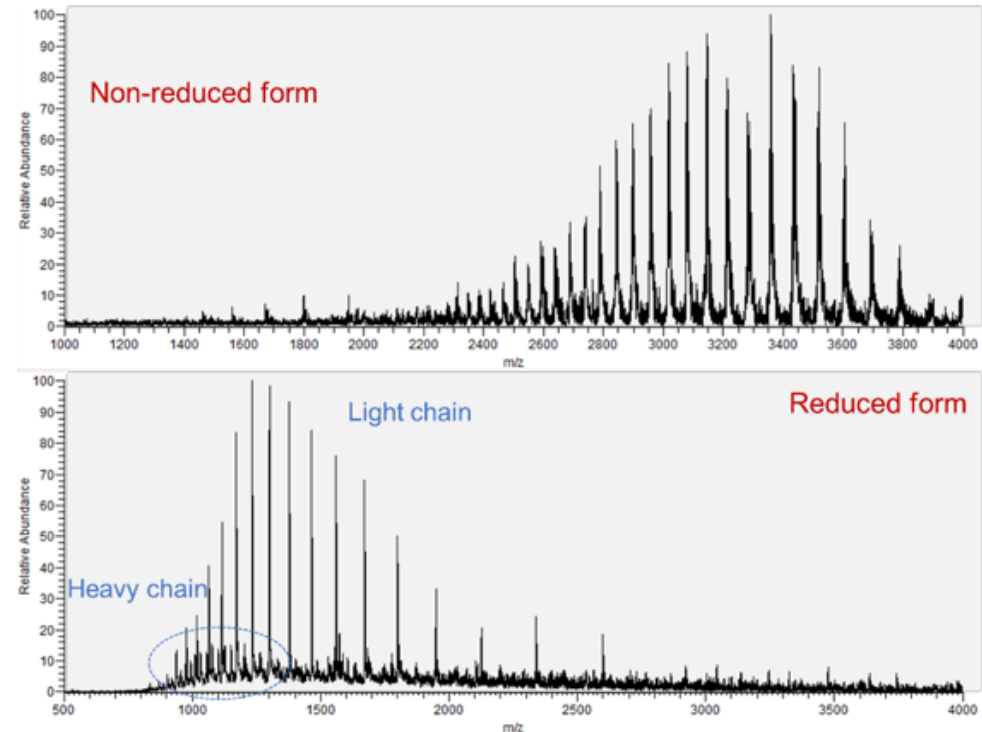 Relative Abundance
100
90
80
70
60
50
40
30
20
10
0
Non-reduced form
1000 1200 1400 1600 1800 2000 2200 2400 2600 2800 3000 3200 3400 3600 3800 4000
m/z
Relative Abundance
100
90
80
70
60
50
40
30
20
10
0
Light chain
Reduced form
Heavy chain
500 1000 1500 2000 2500 3000 3500 4000
m/z